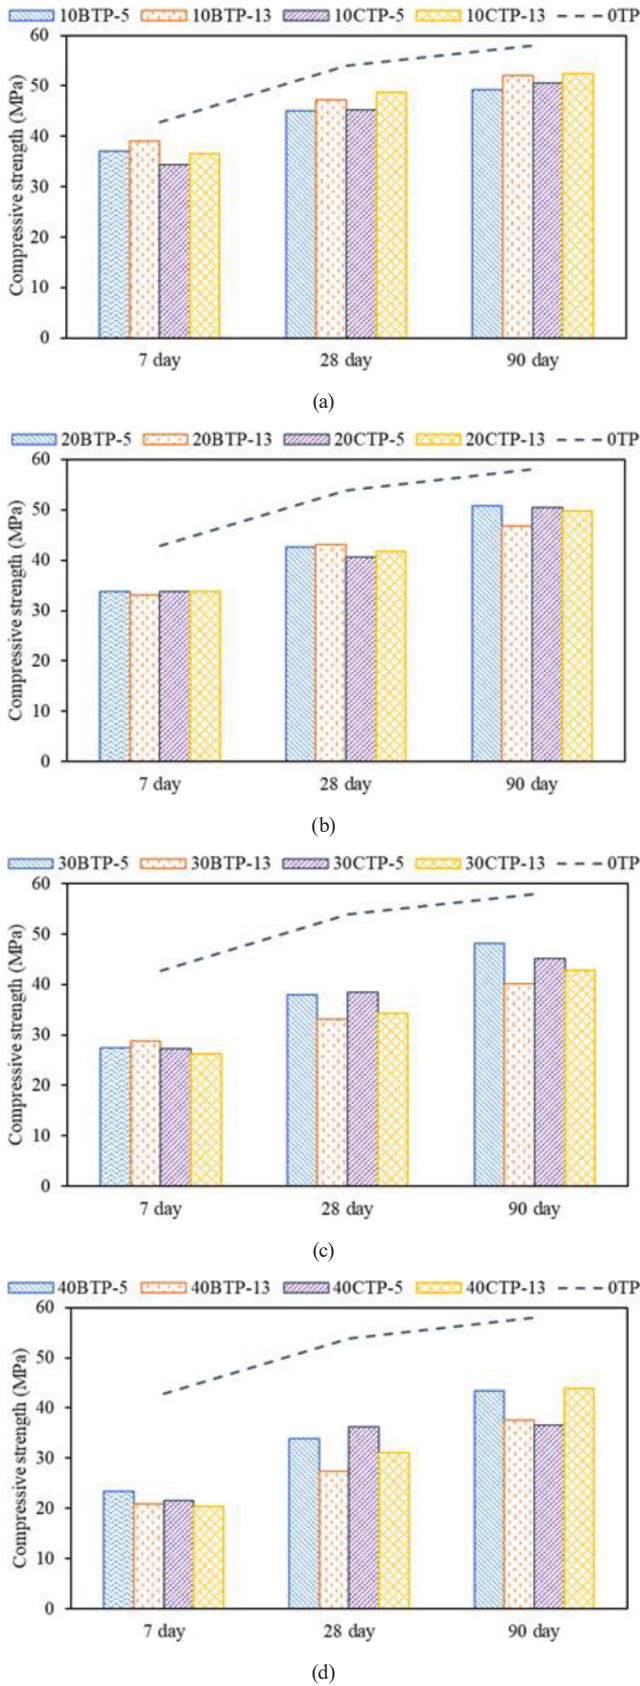 10BTP-5 10BTP-13 10CTP-5 10CTP-13 0TP
Compressive strength (MPa)
60
50
40
30
20
10
0
7 day 28 day 90 day
(a)
20BTP-5 20BTP-13 20CTP-5 20CTP-13 0TP
Compressive strength (MPa)
60
50
40
30
20
10
0
7 day 28 day 90 day
(b)
30BTP-5 30BTP-13 30CTP-5 30CTP-13 0TP
Compressive strength (MPa)
60
50
40
30
20
10
0
7 day 28 day 90 day
(c)
40BTP-5 40BTP-13 40CTP-5 40CTP-13 0TP
Compressive strength (MPa)
60
50
40
30
20
10
0
7 day 28 day 90 day
(d)